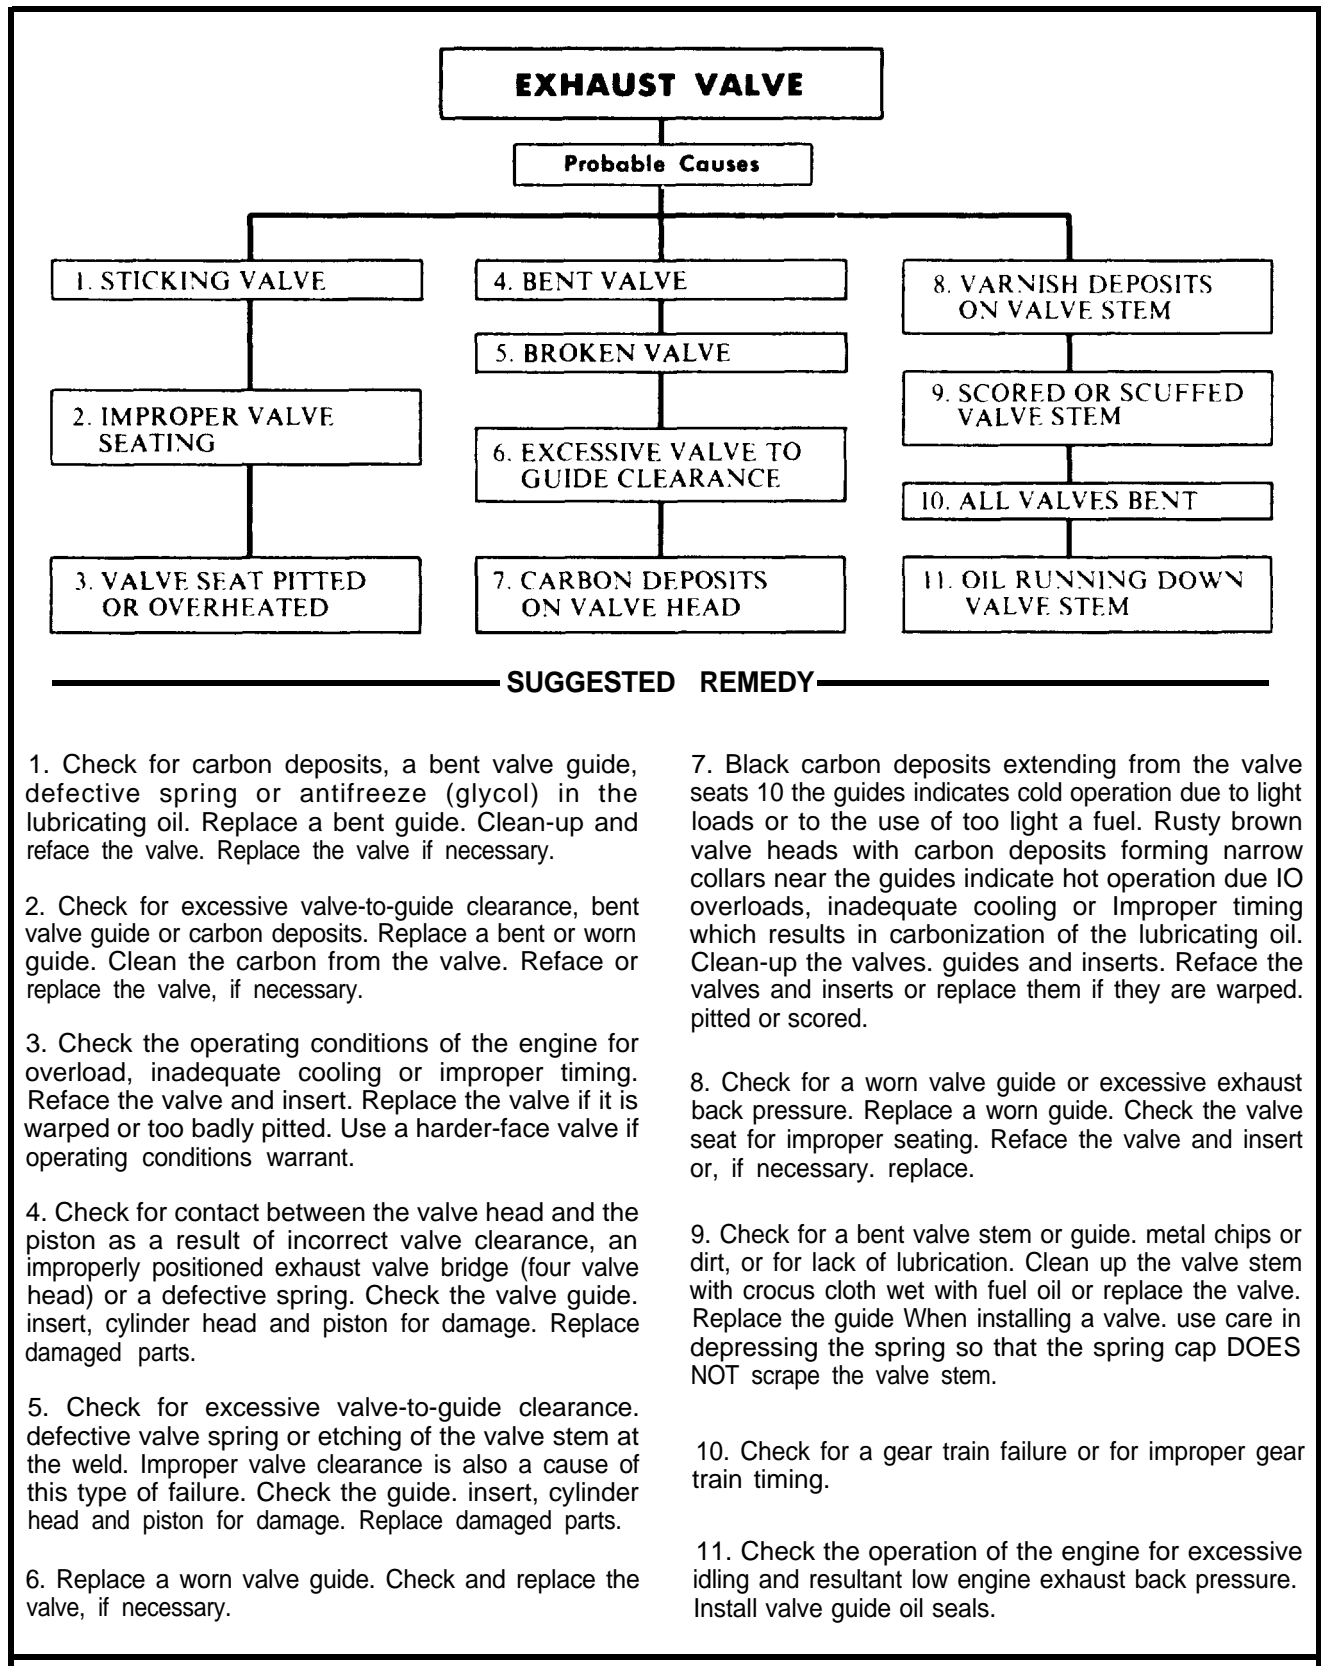 EXHAUST VALVE
Probable Causes
1. STICKING VALVE
2. IMPROPER VALVE
SEATING
3. VALVE SEAT PITTED
OR OVERHEATED
4. BENT VALVE
5. BROKEN VALVE
6. EXCESSIVE VALVE TO
GUIDE CLEARANCE
7. CARBON DEPOSITS
ON VALVE HEAD
8. VARNISH DEPOSITS
ON VALVE STEM
9. SCORED OR SCUFFED
VALVE STEM
10. ALL VALVES BENT
11. OIL RUNNING DOWN
VALVE STEM
SUGGESTED REMEDY
1. Check for carbon deposits, a bent valve guide,
defective spring or antifreeze (glycol) in the
lubricating oil. Replace a bent guide. Clean-up and
reface the valve. Replace the valve if necessary.
2. Check for excessive valve-to-guide clearance, bent
valve guide or carbon deposits. Replace a bent or worn
guide. Clean the carbon from the valve. Reface or
replace the valve, if necessary.
3. Check the operating conditions of the engine for
overload, inadequate cooling or improper timing.
Reface the valve and insert. Replace the valve if it is
warped or too badly pitted. Use a harder-face valve if
operating conditions warrant.
4. Check for contact between the valve head and the
piston as a result of incorrect valve clearance, an
improperly positioned exhaust valve bridge (four valve
head) or a defective spring. Check the valve guide.
insert, cylinder head and piston for damage. Replace
damaged parts.
5. Check for excessive valve-to-guide clearance.
defective valve spring or etching of the valve stem at
the weld. Improper valve clearance is also a cause of
this type of failure. Check the guide. insert, cylinder
head and piston for damage. Replace damaged parts.
6. Replace a worn valve guide. Check and replace the
valve, if necessary.
7. Black carbon deposits extending from the valve
seats 10 the guides indicates cold operation due to light
loads or to the use of too light a fuel. Rusty brown
valve heads with carbon deposits forming narrow
collars near the guides indicate hot operation due IO
overloads, inadequate cooling or Improper timing
which results in carbonization of the lubricating oil.
Clean-up the valves. guides and inserts. Reface the
valves and inserts or replace them if they are warped.
pitted or scored.
8. Check for a worn valve guide or excessive exhaust
back pressure. Replace a worn guide. Check the valve
seat for improper seating. Reface the valve and insert
or, if necessary. replace.
9. Check for a bent valve stem or guide. metal chips or
dirt, or for lack of lubrication. Clean up the valve stem
with crocus cloth wet with fuel oil or replace the valve.
Replace the guide When installing a valve. use care in
depressing the spring so that the spring cap DOES
NOT scrape the valve stem.
10. Check for a gear train failure or for improper gear
train timing.
11. Check the operation of the engine for excessive
idling and resultant low engine exhaust back pressure.
Install valve guide oil seals.